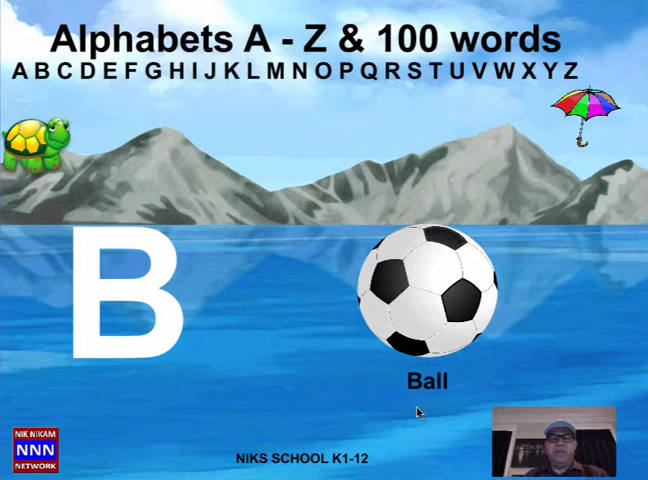 Alphabets A - Z & 100 words
A B C D E F G H I J K L M N O P Q R S T U V W X Y Z
B
Ball
NIK NIKAM
NNN
NETWORK
NiKS SCHOOL K1-12